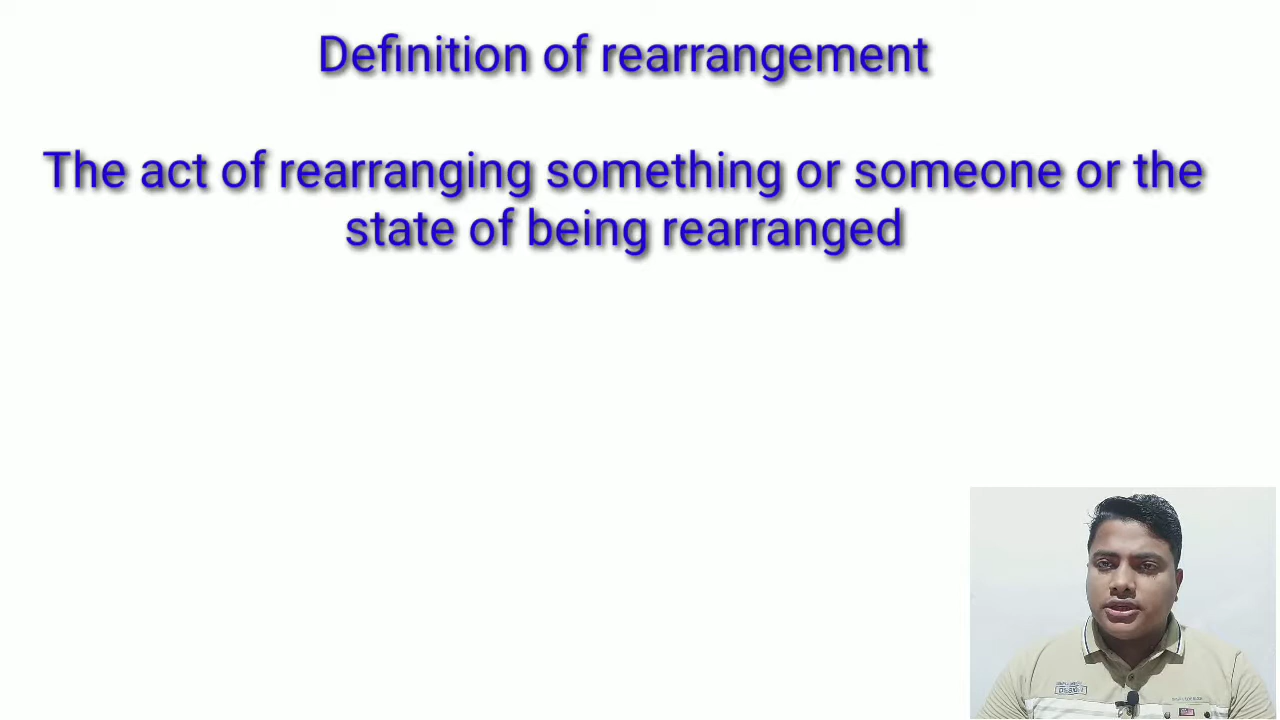 Definition of rearrangement
The act of rearranging something or someone or the
state of being rearranged